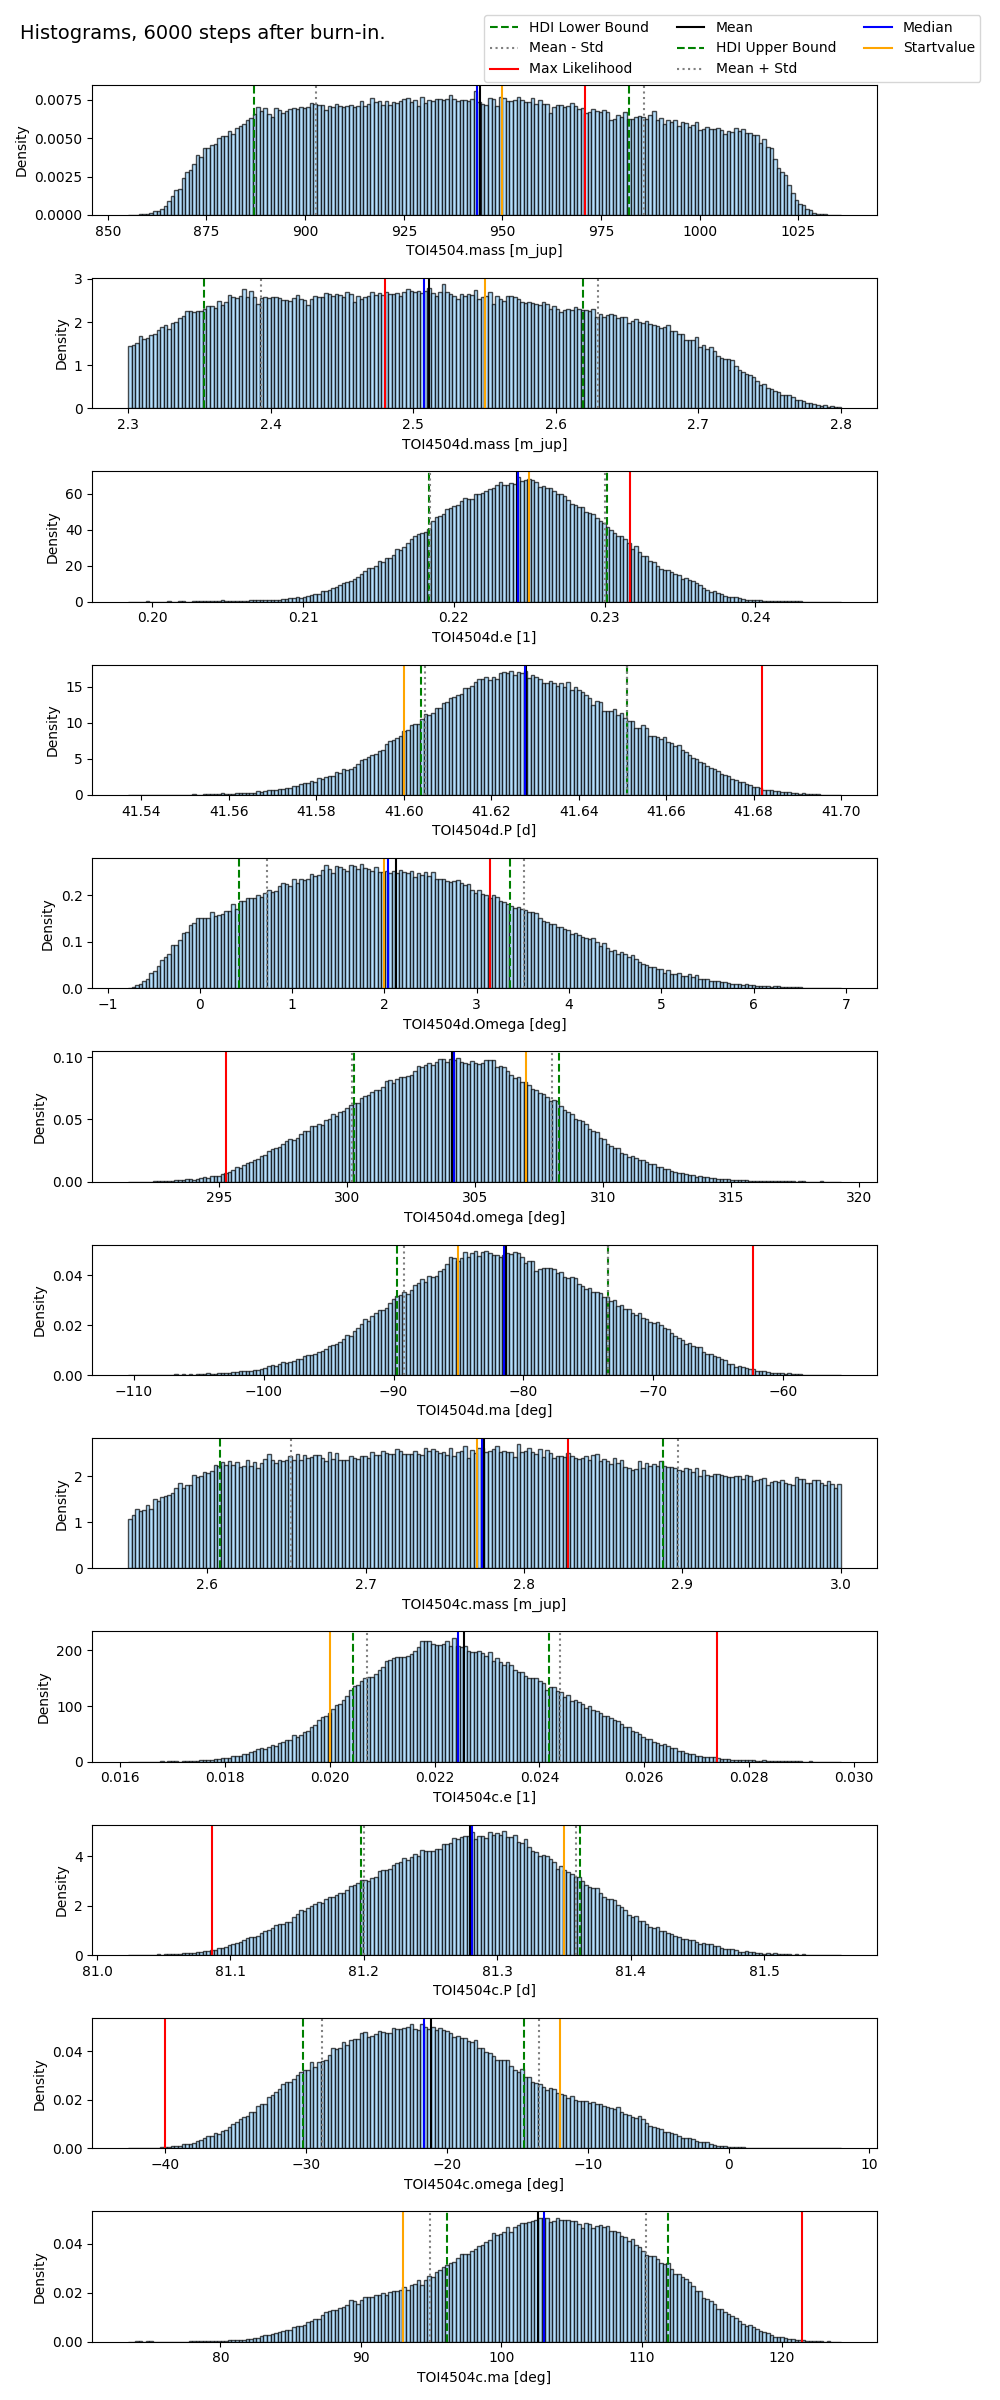 Histograms, 6000 steps after burn-in.
HDI Lower Bound
Mean - Std
Max Likelihood
Mean
HDI Upper Bound
Mean + Std
Median
Startvalue
0.0075
0.0050
0.0025
0.0000
Density
850 875 900 925 950 975 1000 1025
TOI4504.mass [m_jup]
3
2
1
0
Density
2.3 2.4 2.5 2.6 2.7 2.8
TOI4504d.mass [m_jup]
60
40
20
0
Density
0.20 0.21 0.22 0.23 0.24
TOI4504d.e [1]
15
10
5
0
Density
41.54 41.56 41.58 41.60 41.62 41.64 41.66 41.68 41.70
TOI4504d.P [d]
0.2
0.1
0.0
Density
−1 0 1 2 3 4 5 6 7
TOI4504d.Omega [deg]
0.10
0.05
0.00
Density
295 300 305 310 315 320
TOI4504d.omega [deg]
0.04
0.02
0.00
Density
−110 −100 −90 −80 −70 −60
TOI4504d.ma [deg]
2
1
0
Density
2.6 2.7 2.8 2.9 3.0
TOI4504c.mass [m_jup]
200
100
0
Density
0.016 0.018 0.020 0.022 0.024 0.026 0.028 0.030
TOI4504c.e [1]
4
2
0
Density
81.0 81.1 81.2 81.3 81.4 81.5
TOI4504c.P [d]
0.04
0.02
0.00
Density
−40 −30 −20 −10 0 10
TOI4504c.omega [deg]
0.04
0.02
0.00
Density
80 90 100 110 120
TOI4504c.ma [deg]